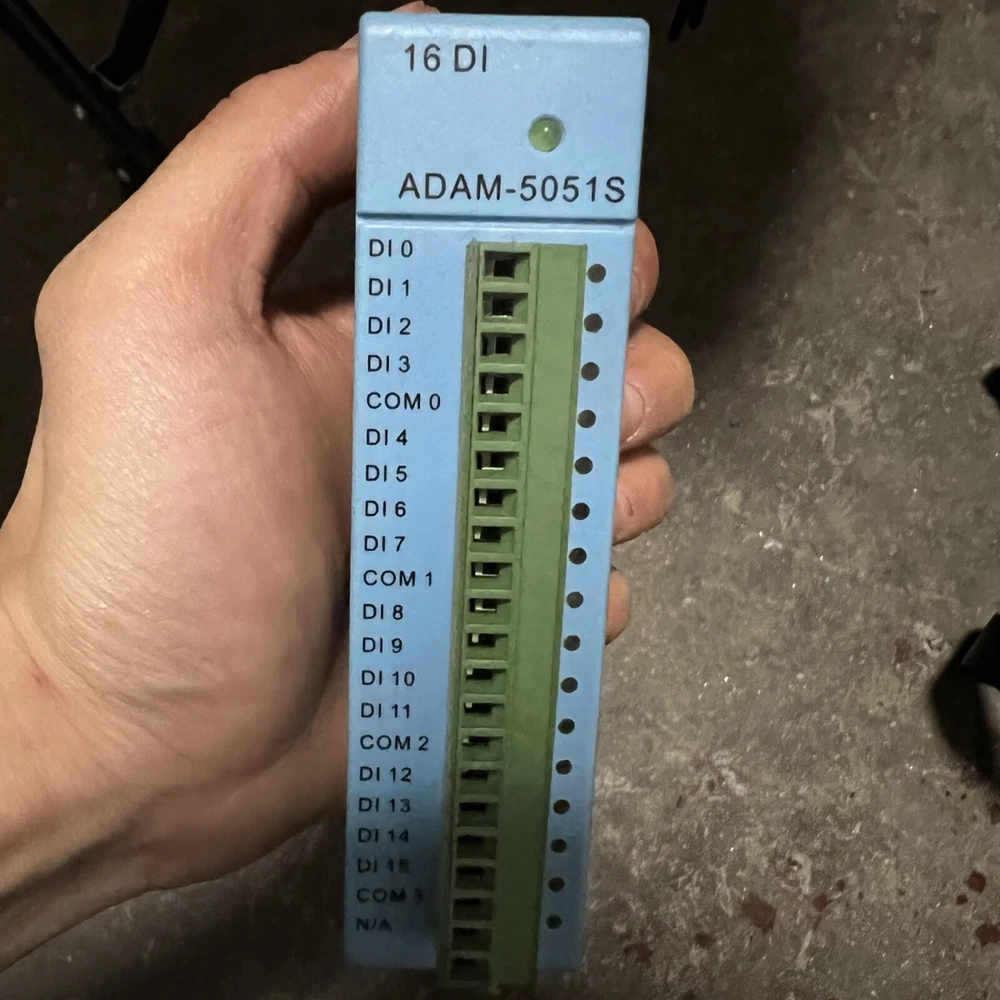 16 DI
ADAM-5051S
DI 0
DI 1
DI 2
DI 3
COM 0
DI 4
DI 5
DI 6
DI 7
COM 1
DI 8
DI 9
DI 10
DI 11
COM 2
DI 12
DI 13
DI 14
DI 15
COM 3
N/A